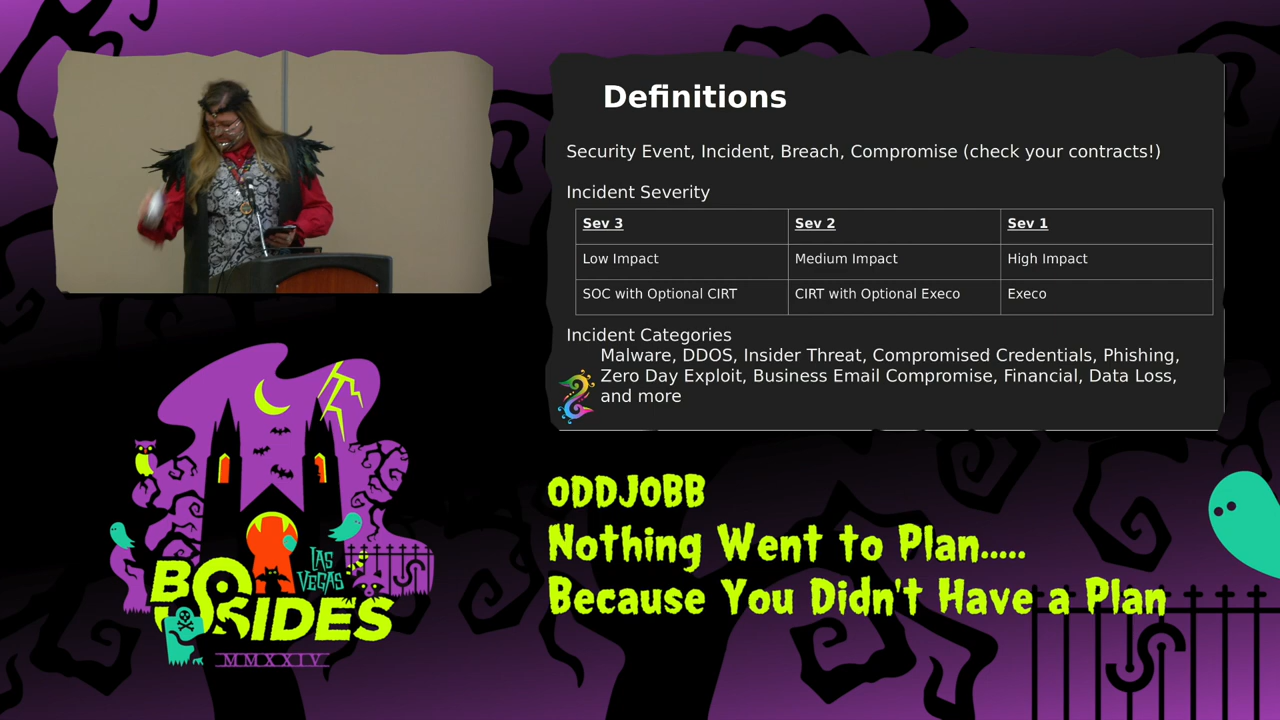 Definitions
Security Event, Incident, Breach, Compromise (check your contracts!)
Incident Severity
Sev 3 Sev 2 Sev 1
Low Impact Medium Impact High Impact
SOC with Optional CIRT CIRT with Optional Execo Execo
Incident Categories
Malware, DDOS, Insider Threat, Compromised Credentials, Phishing,
Zero Day Exploit, Business Email Compromise, Financial, Data Loss,
and more
LAS
VEGAS
BSIDES
MMXXIV
ODDJOBB
Nothing Went to Plan.....
Because You Didn't Have a Plan